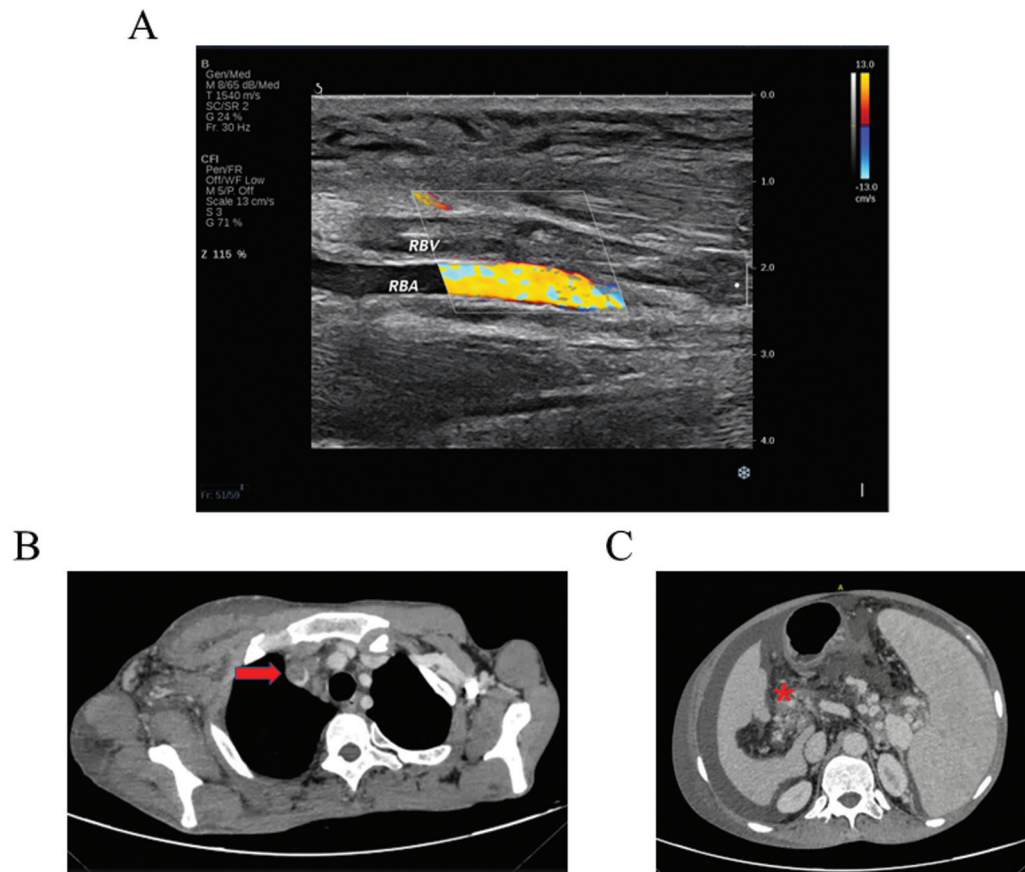 A
B
Gen/Med
M 8/65 dB/Med
T 1540 m/s
SC/SR 2
G 24 %
Fr. 30 Hz
CFI
Pen/FR
Off/WF Low
M 5/P. Off
Scale 13 cm/s
S 3
G 71 %
Z 115 %
Fr: 51/59
13.0
-13.0
cm/s
0.0
1.0
2.0
3.0
4.0
RBV
RBA
B
C
A
*